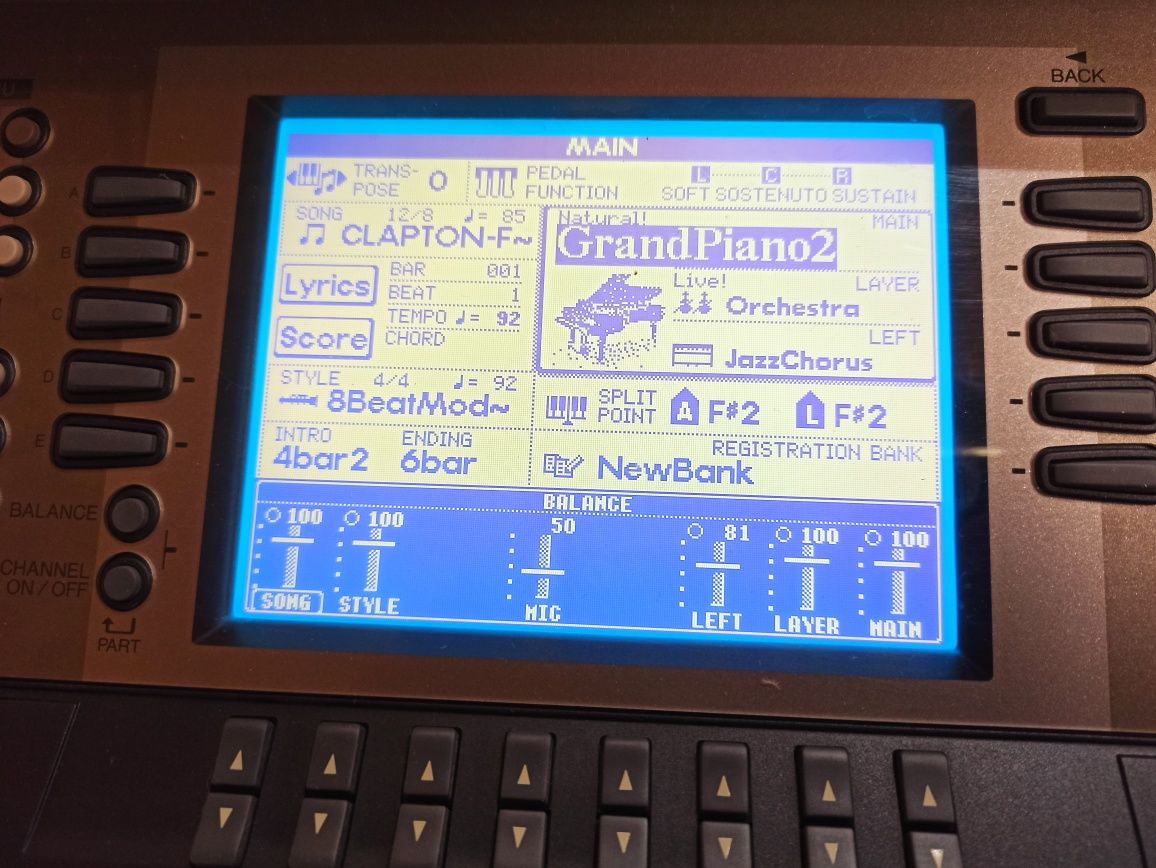 BACK
MAIN
TRANS-
POSE 0
PEDAL
FUNCTION
L C R
SOFT SOSTENUTO SUSTAIN
SONG 12/8 ♩= 85
CLAPTON-F~
Lyrics
Score
BAR 001
BEAT 1
TEMPO ♩= 92
CHORD
Natural! MAIN
GrandPiano2
Live! LAYER
Orchestra
LEFT
JazzChorus
STYLE 4/4 ♩= 92
8BeatMod~
SPLIT
POINT
A F#2 L F#2
INTRO ENDING
4bar2 6bar
REGISTRATION BANK
NewBank
BALANCE
100 100 50 81 100 100
SONG STYLE MIC LEFT LAYER MAIN
U
A
B
C
D
E
BALANCE
CHANNEL
ON / OFF
PART